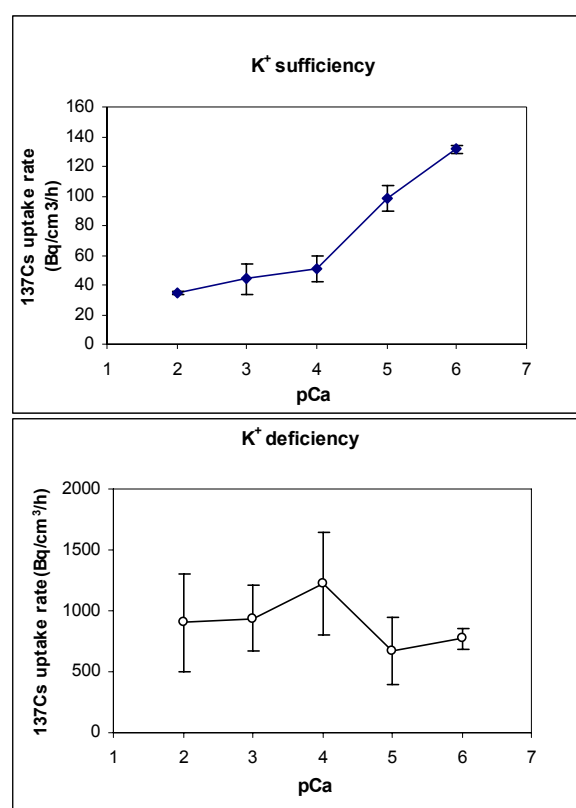 K⁺ sufficiency
137Cs uptake rate
(Bq/cm3/h)
160
140
120
100
80
60
40
20
0
1 2 3 4 5 6 7
pCa
K⁺ deficiency
137Cs uptake rate (Bq/cm³/h)
2000
1500
1000
500
0
1 2 3 4 5 6 7
pCa